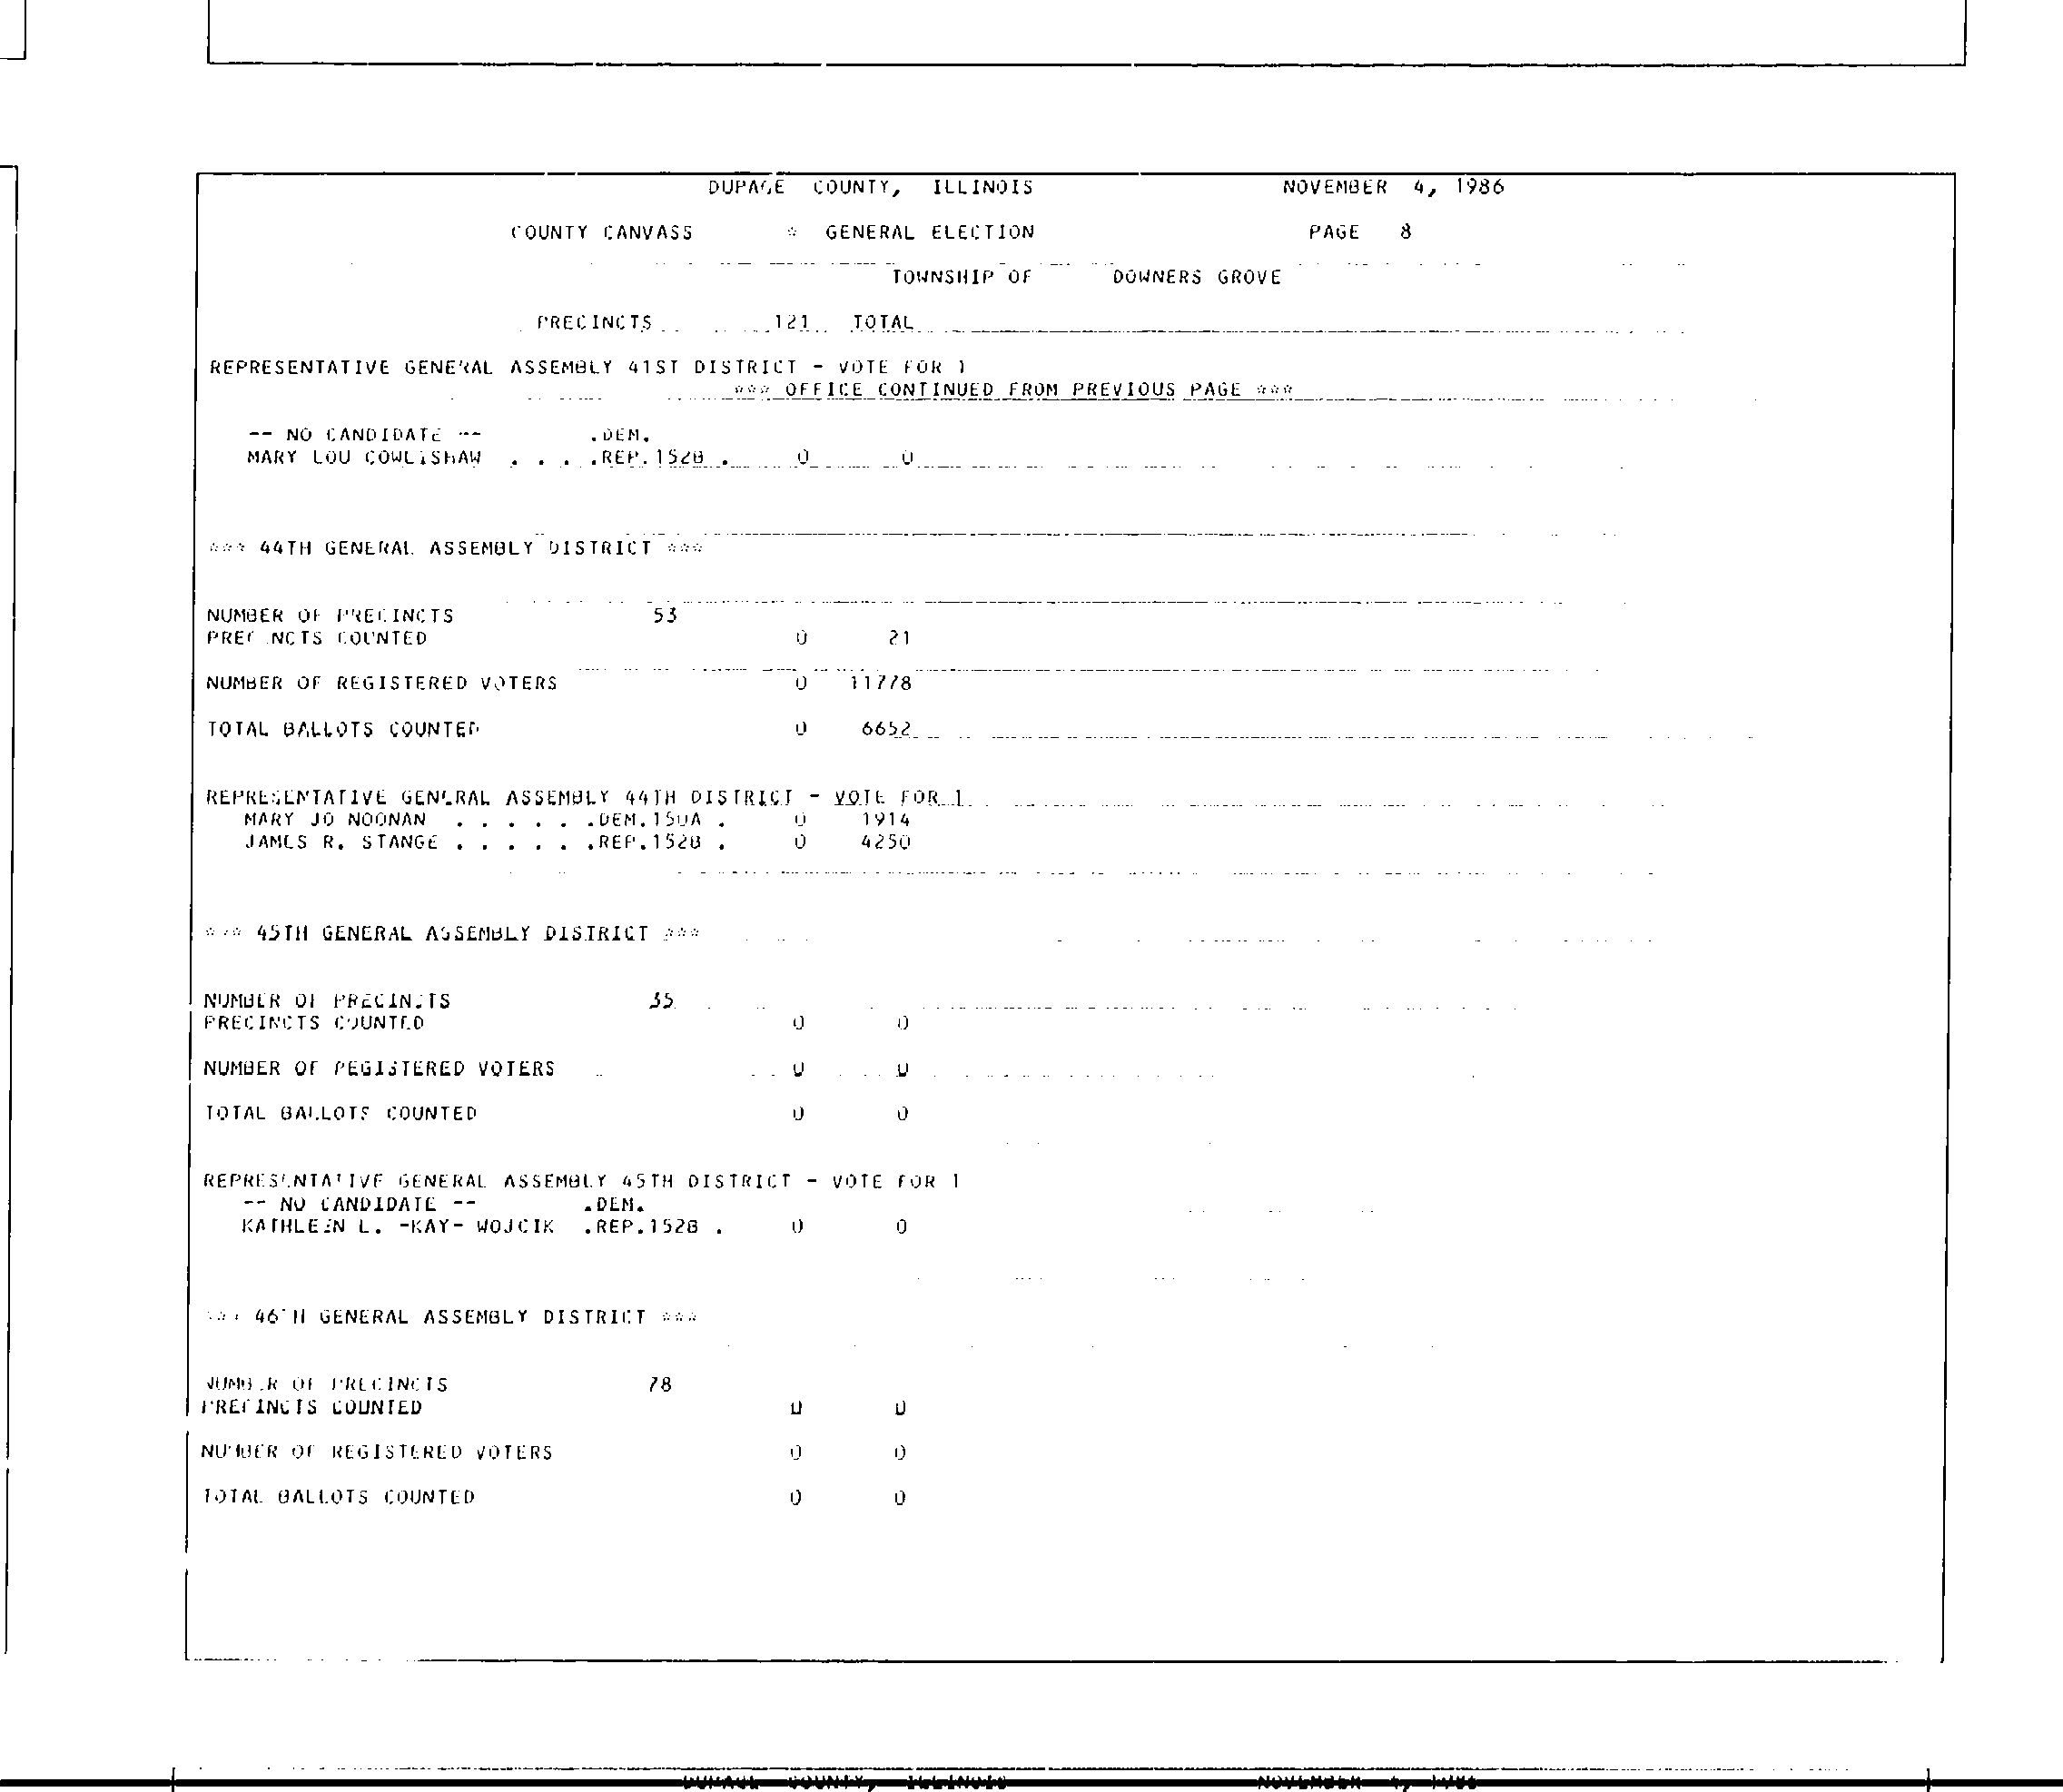 DUPAGE COUNTY, ILLINOIS NOVEMBER 4, 1986
COUNTY CANVASS * GENERAL ELECTION PAGE 8
TOWNSHIP OF DOWNERS GROVE
PRECINCTS 121 TOTAL
REPRESENTATIVE GENERAL ASSEMBLY 41ST DISTRICT - VOTE FOR 1
*** OFFICE CONTINUED FROM PREVIOUS PAGE ***
-- NO CANDIDATE -- .DEM.
MARY LOU COWLISHAW . . . .REP.152B . 0 0
*** 44TH GENERAL ASSEMBLY DISTRICT ***
NUMBER OF PRECINCTS 53
PRECINCTS COUNTED 0 21
NUMBER OF REGISTERED VOTERS 0 11778
TOTAL BALLOTS COUNTED 0 6652
REPRESENTATIVE GENERAL ASSEMBLY 44TH DISTRICT - VOTE FOR 1
MARY JO NOONAN . . . . . .DEM.150A . 0 1914
JAMES R. STANGE . . . . . .REP.152B . 0 4250
*** 45TH GENERAL ASSEMBLY DISTRICT ***
NUMBER OF PRECINCTS 35
PRECINCTS COUNTED 0 0
NUMBER OF REGISTERED VOTERS 0 0
TOTAL BALLOTS COUNTED 0 0
REPRESENTATIVE GENERAL ASSEMBLY 45TH DISTRICT - VOTE FOR 1
-- NO CANDIDATE -- .DEM.
KATHLEEN L. -KAY- WOJCIK .REP.152B . 0 0
*** 46TH GENERAL ASSEMBLY DISTRICT ***
NUMBER OF PRECINCTS 78
PRECINCTS COUNTED 0 0
NUMBER OF REGISTERED VOTERS 0 0
TOTAL BALLOTS COUNTED 0 0
DUPAGE COUNTY, ILLINOIS NOVEMBER 4, 1986